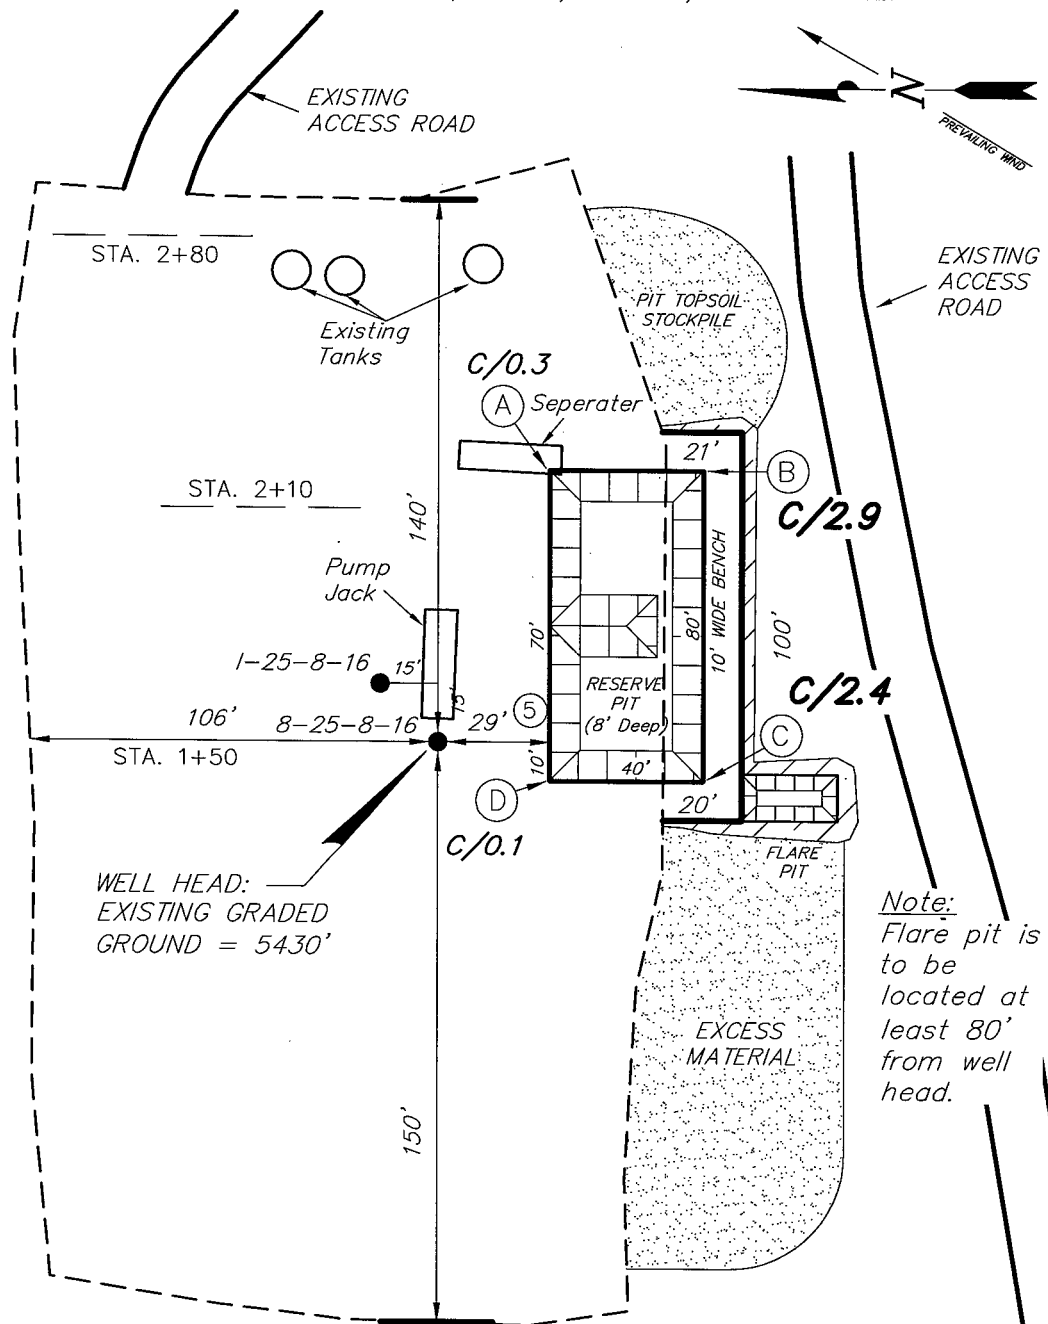 EXISTING
ACCESS ROAD
N
PREVAILING WIND
STA. 2+80
Existing
Tanks
PIT TOPSOIL
STOCKPILE
EXISTING
ACCESS
ROAD
C/0.3
A
Seperater
21'
B
C/2.9
STA. 2+10
140'
Pump
Jack
10' WIDE BENCH
80'
70'
100'
1-25-8-16
15'
15'
RESERVE
PIT
(8' Deep)
C/2.4
106'
8-25-8-16
29'
5
C
STA. 1+50
10'
40'
D
20'
C/0.1
FLARE
PIT
WELL HEAD:
EXISTING GRADED
GROUND = 5430'
Note:
Flare pit is
to be
located at
least 80'
from well
head.
EXCESS
MATERIAL
150'